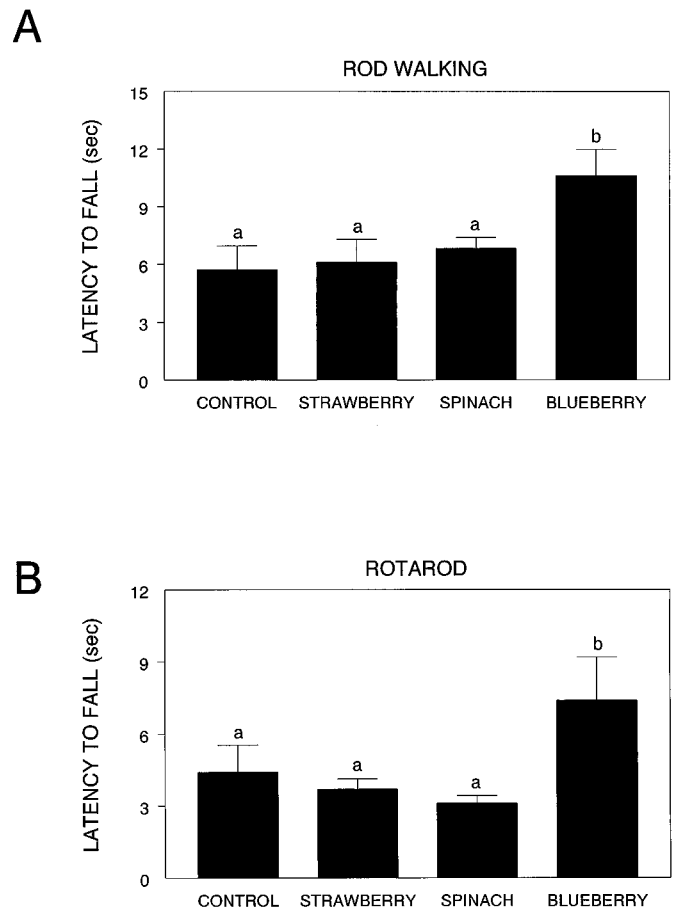 A
ROD WALKING
LATENCY TO FALL (sec)
15
12
9
6
3
0
a
a
a
b
CONTROL STRAWBERRY SPINACH BLUEBERRY
B
ROTAROD
LATENCY TO FALL (sec)
12
9
6
3
0
a
a
a
b
CONTROL STRAWBERRY SPINACH BLUEBERRY